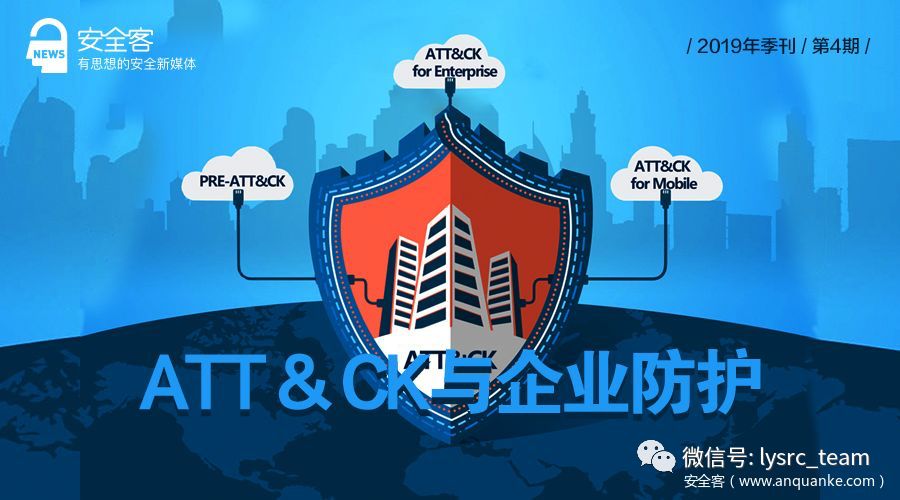 NEWS
安全客
有思想的安全新媒体
/ 2019年季刊 / 第4期 /
ATT&CK
for Enterprise
PRE-ATT&CK
ATT&CK
for Mobile
ATT&CK
ATT & CK与企业防护
微信号: lysrc_team
安全客（www.anquanke.com）